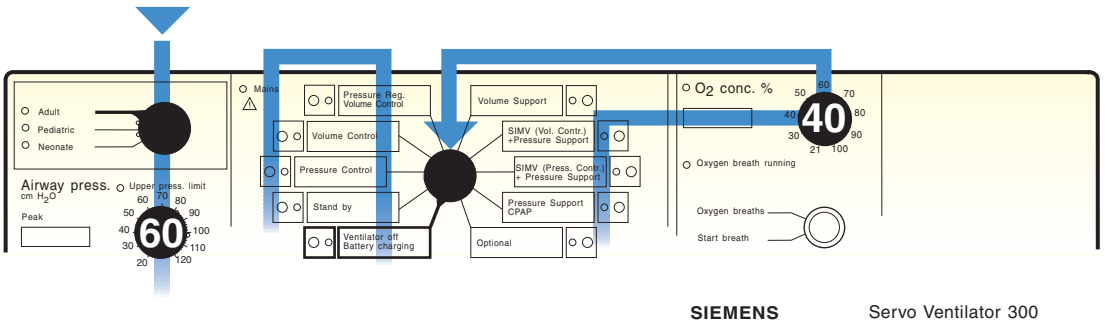 Adult
Pediatric
Neonate
Airway press.
cm H2O
Upper press. limit
Peak
20
30
40
50
60
70
80
90
100
110
120
60
Mains
Pressure Reg.
Volume Control
Volume Control
Pressure Control
Stand by
Ventilator off
Battery charging
Volume Support
SIMV (Vol. Contr.)
+Pressure Support
SIMV (Press. Contr.)
+ Pressure Support
Pressure Support
CPAP
Optional
O2 conc. %
21
30
40
50
60
70
80
90
100
40
Oxygen breath running
Oxygen breaths
Start breath
SIEMENS
Servo Ventilator 300